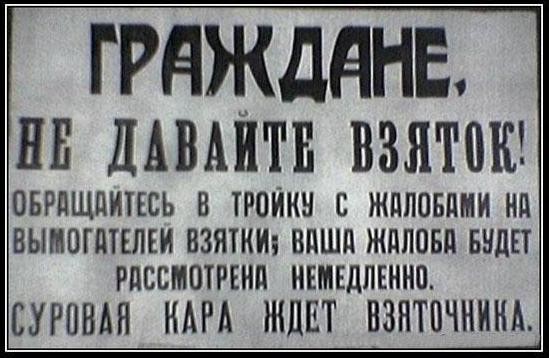 ГРАЖДАНЕ,
НЕ ДАВАЙТЕ ВЗЯТОК!
ОБРАЩАЙТЕСЬ В ТРОЙКУ С ЖАЛОБАМИ НА
ВЫМОГАТЕЛЕЙ ВЗЯТКИ; ВАША ЖАЛОБА БУДЕТ
РАССМОТРЕНА НЕМЕДЛЕННО.
СУРОВАЯ КАРА ЖДЕТ ВЗЯТОЧНИКА.